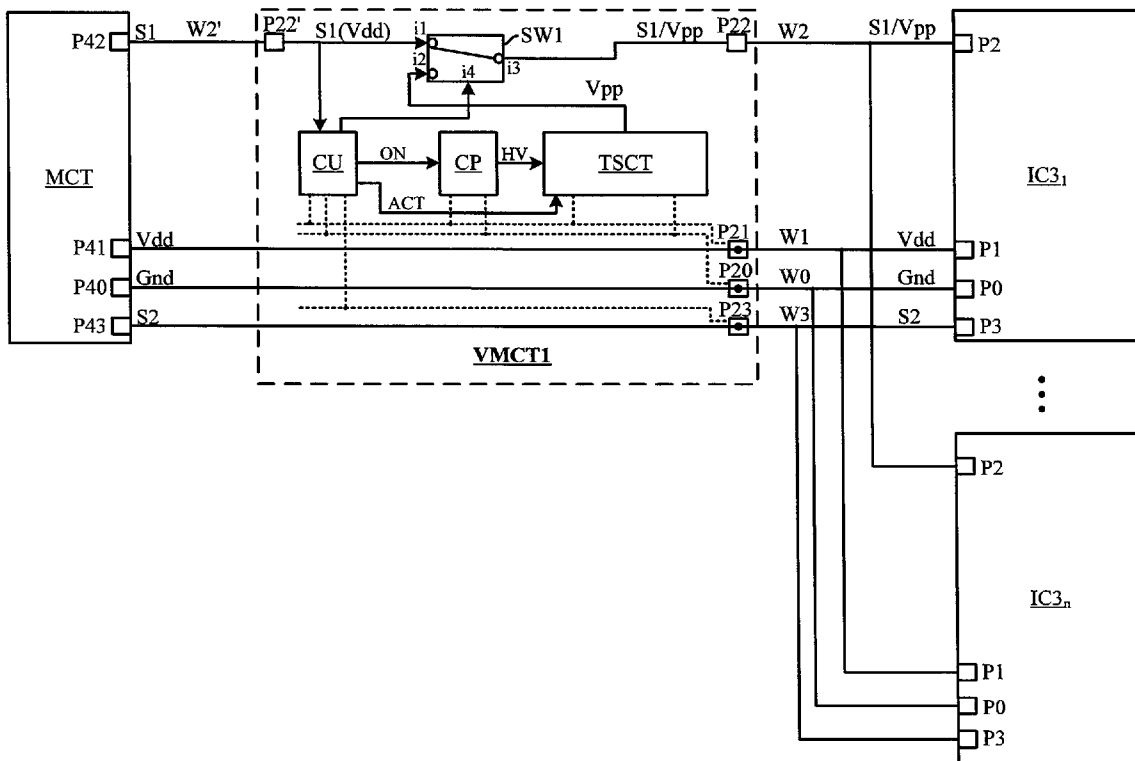 P42 S1 W2' P22' S1(Vdd) i1 SW1 S1/Vpp P22 W2 S1/Vpp P2
i2 i4 i3
Vpp
MCT CU ON CP HV TSCT IC3₁
ACT
P41 Vdd P21 W1 Vdd P1
P40 Gnd P20 W0 Gnd P0
P43 S2 P23 W3 S2 P3
VMCT1
P2
IC3ₙ
P1
P0
P3